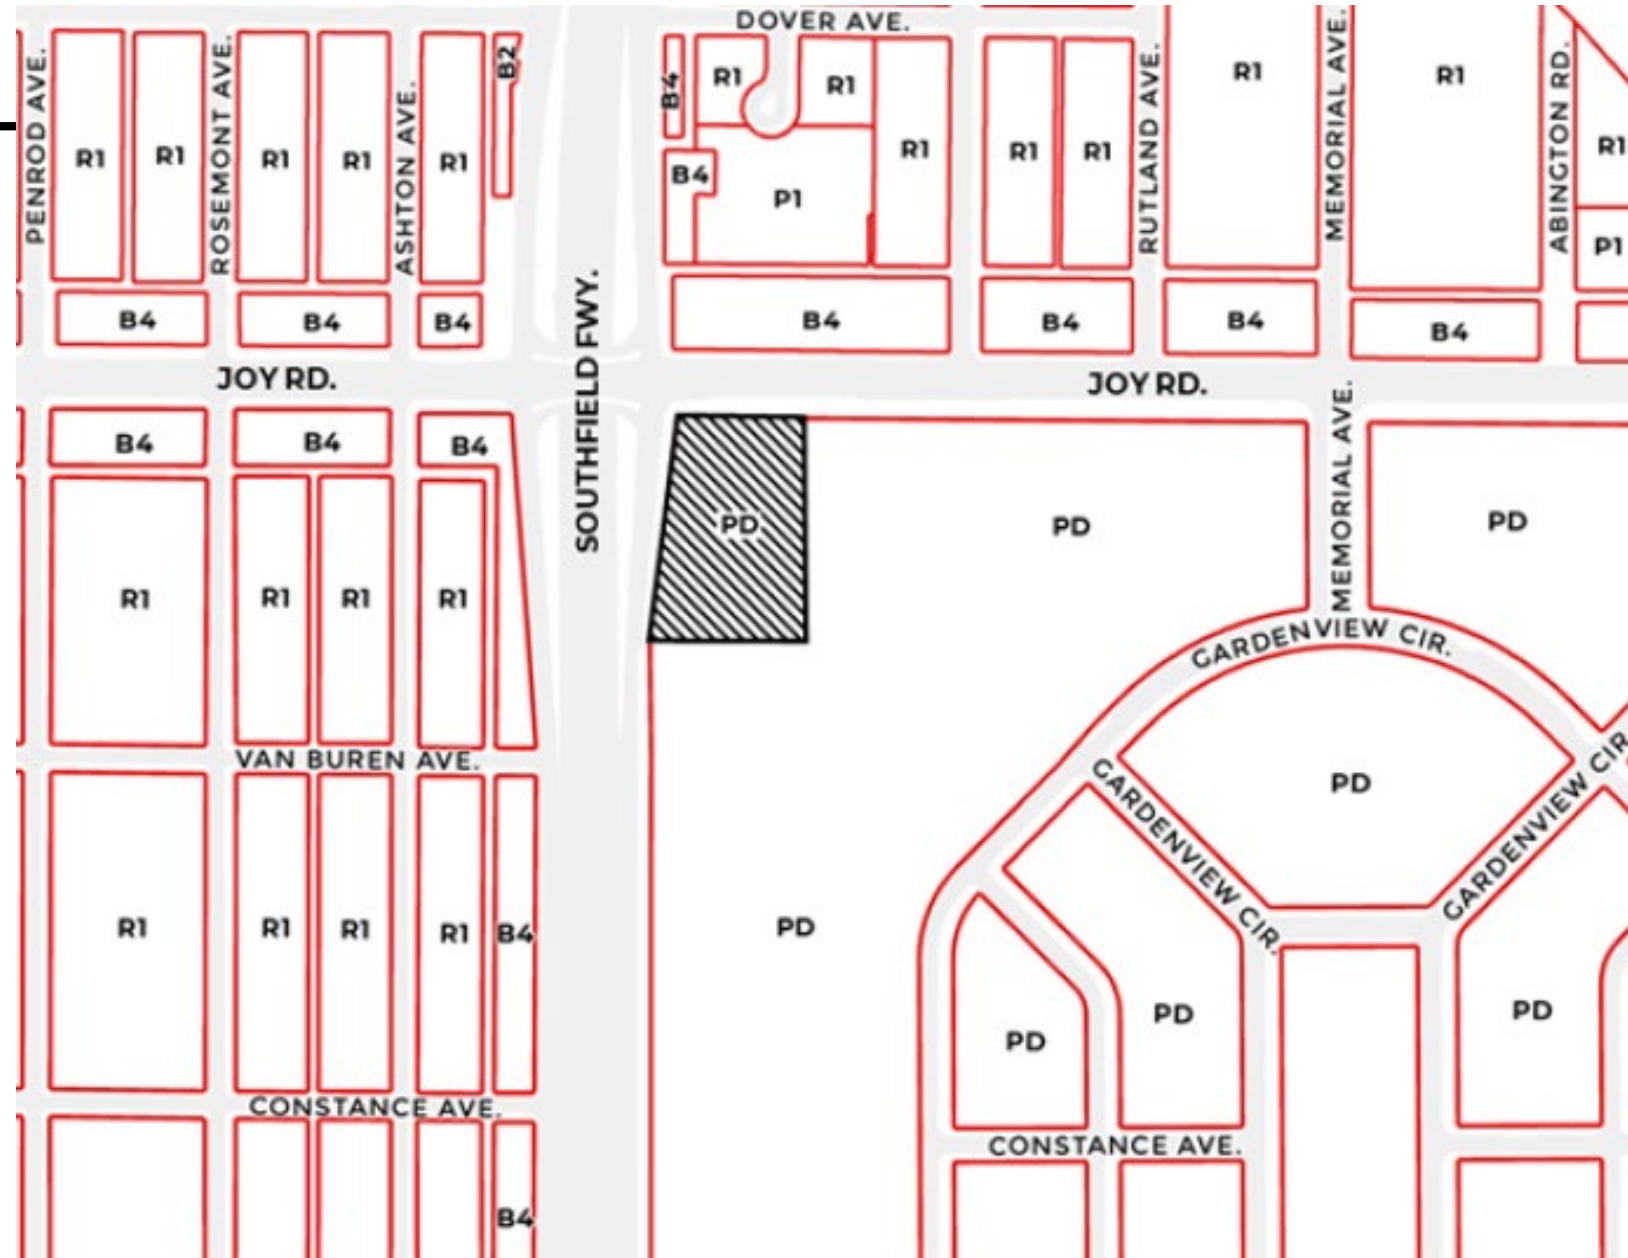 DOVER AVE.
PENROD AVE.
R1
R1
ROSEMONT AVE.
R1
R1
ASHTON AVE.
R1
B2
B4
R1
R1
B4
P1
R1
R1
R1
RUTLAND AVE.
R1
MEMORIAL AVE.
R1
ABINGTON RD.
R1
P1
B4
B4
B4
SOUTHFIELD FWY.
B4
B4
B4
B4
JOY RD.
JOY RD.
B4
B4
B4
PD
PD
MEMORIAL AVE.
PD
R1
R1
R1
R1
GARDENVIEW CIR.
VAN BUREN AVE.
GARDENVIEW CIR.
PD
GARDENVIEW CIR.
R1
R1
R1
R1
B4
PD
PD
PD
PD
CONSTANCE AVE.
CONSTANCE AVE.
B4